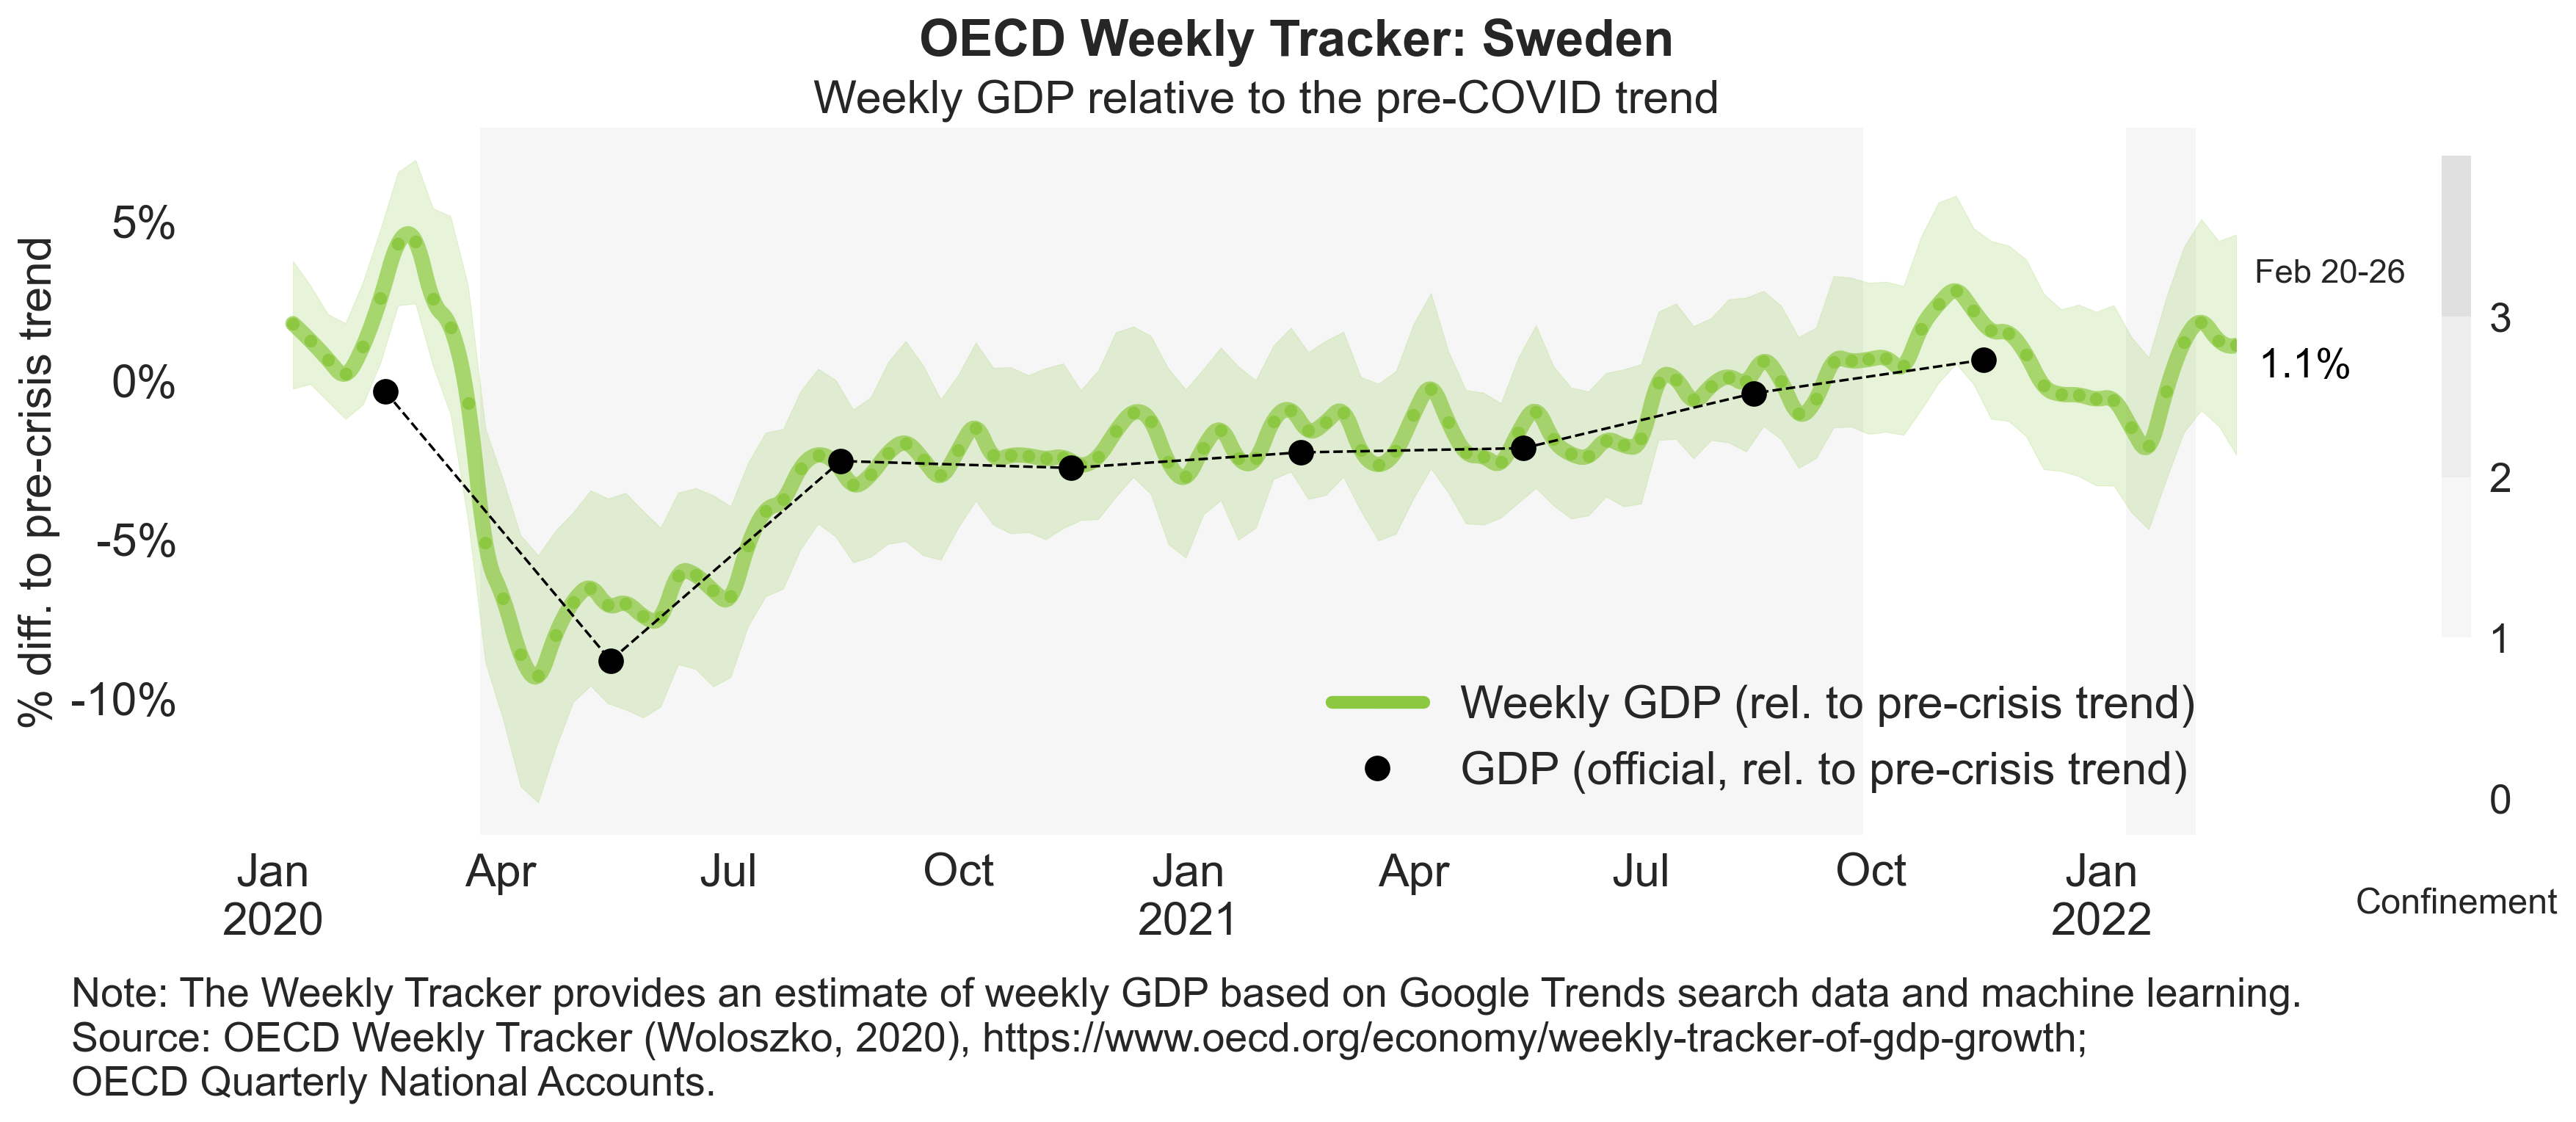 OECD Weekly Tracker: Sweden
Weekly GDP relative to the pre-COVID trend
% diff. to pre-crisis trend
5%
0%
-5%
-10%
Feb 20-26
1.1%
3
2
1
0
Confinement
Weekly GDP (rel. to pre-crisis trend)
GDP (official, rel. to pre-crisis trend)
Jan Apr Jul Oct Jan Apr Jul Oct Jan
2020 2021 2022
Note: The Weekly Tracker provides an estimate of weekly GDP based on Google Trends search data and machine learning.
Source: OECD Weekly Tracker (Woloszko, 2020), https://www.oecd.org/economy/weekly-tracker-of-gdp-growth;
OECD Quarterly National Accounts.